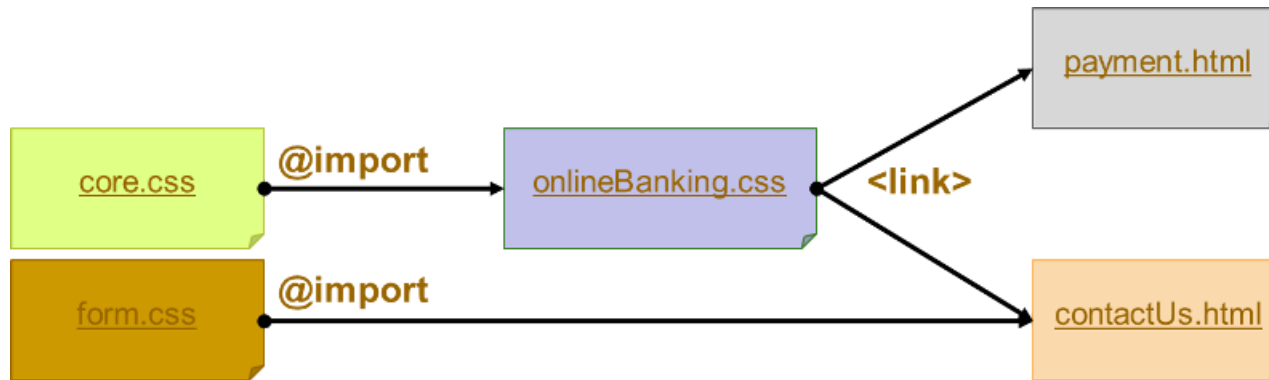 payment.html
core.css
@import
onlineBanking.css
<link>
form.css
@import
contactUs.html